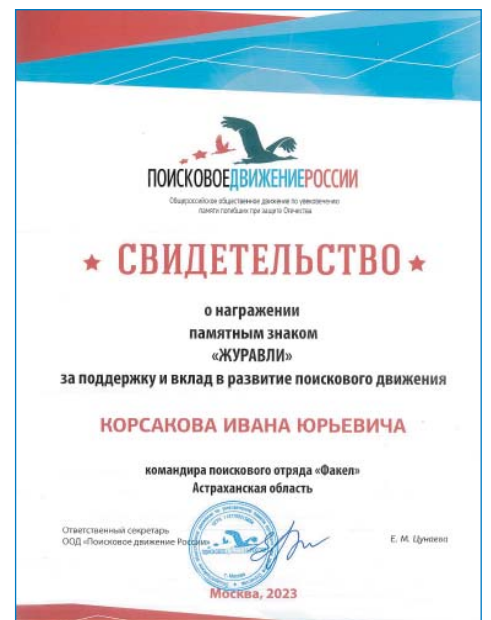 ПОИСКОВОЕДВИЖЕНИЕРОССИИ
Общероссийское общественное движение по увековечению
памяти погибших при защите Отечества
СВИДЕТЕЛЬСТВО
о награжении
памятным знаком
«ЖУРАВЛИ»
за поддержку и вклад в развитие поискового движения
КОРСАКОВА ИВАНА ЮРЬЕВИЧА
командира поискового отряда «Факел»
Астраханская область
Ответственный секретарь
ООД «Поисковое движение России»
Е. М. Цунаева
г. Москва
Москва, 2023